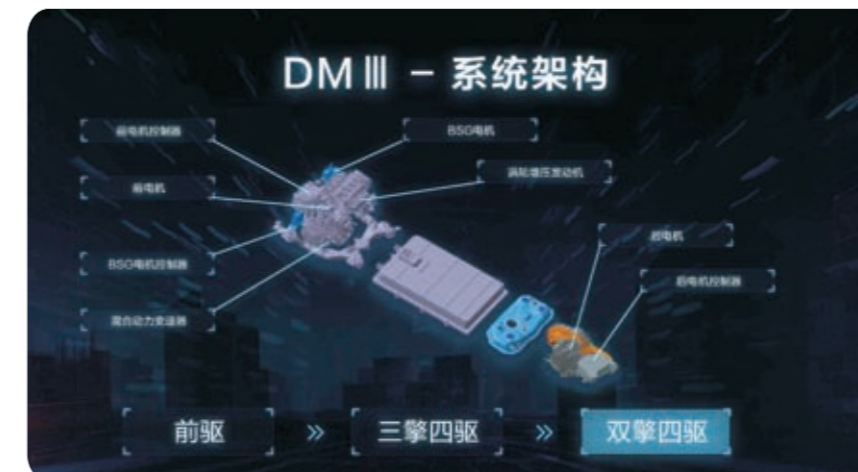 DMⅢ - 系统架构
前电机控制器
BSG电机
涡轮增压发动机
前电机
后电机
BSG电机控制器
后电机控制器
混合动力变速器
前驱 » 三擎四驱 » 双擎四驱